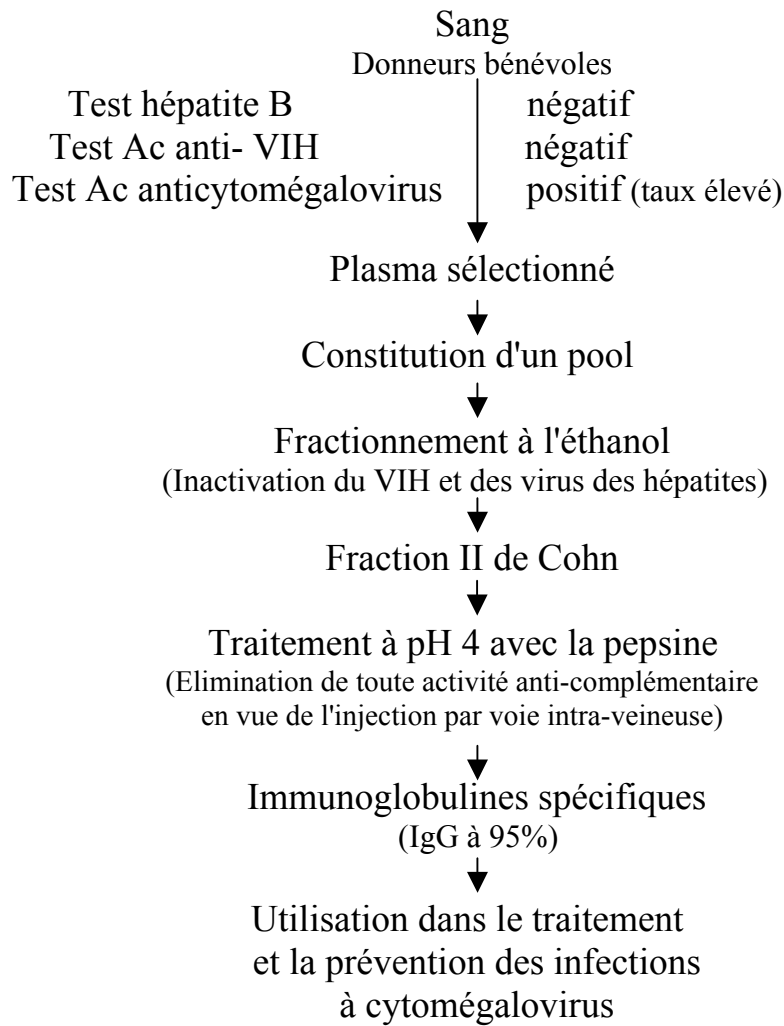 Sang
Donneurs bénévoles
Test hépatite B négatif
Test Ac anti- VIH négatif
Test Ac anticytomégalovirus positif (taux élevé)
Plasma sélectionné
Constitution d'un pool
Fractionnement à l'éthanol
(Inactivation du VIH et des virus des hépatites)
Fraction II de Cohn
Traitement à pH 4 avec la pepsine
(Elimination de toute activité anti-complémentaire
en vue de l'injection par voie intra-veineuse)
Immunoglobulines spécifiques
(IgG à 95%)
Utilisation dans le traitement
et la prévention des infections
à cytomégalovirus